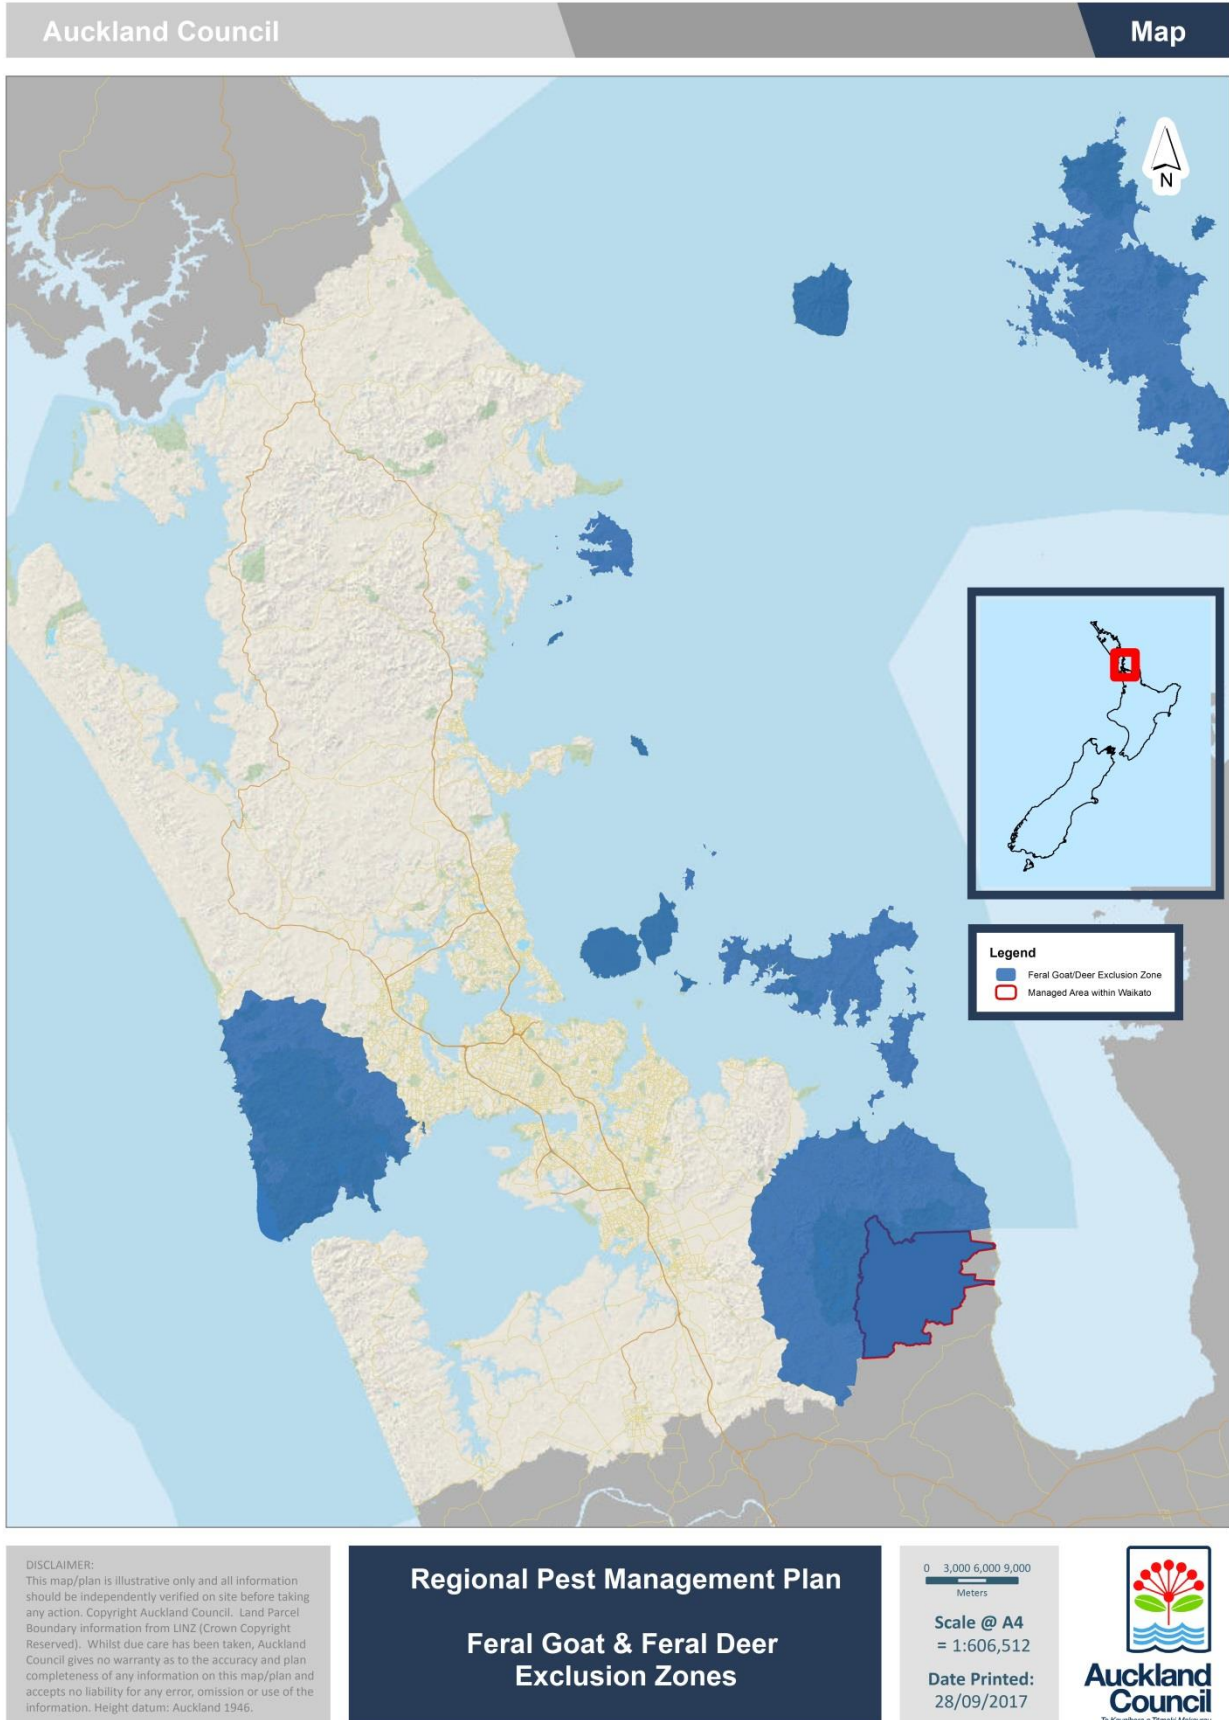 Auckland Council
Map
N
Legend
Feral Goat/Deer Exclusion Zone
Managed Area within Waikato
DISCLAIMER:
This map/plan is illustrative only and all information
should be independently verified on site before taking
any action. Copyright Auckland Council. Land Parcel
Boundary information from LINZ (Crown Copyright
Reserved). Whilst due care has been taken, Auckland
Council gives no warranty as to the accuracy and plan
completeness of any information on this map/plan and
accepts no liability for any error, omission or use of the
information. Height datum: Auckland 1946.
Regional Pest Management Plan
Feral Goat & Feral Deer
Exclusion Zones
0 3,000 6,000 9,000
Meters
Scale @ A4
= 1:606,512
Date Printed:
28/09/2017
Auckland
Council